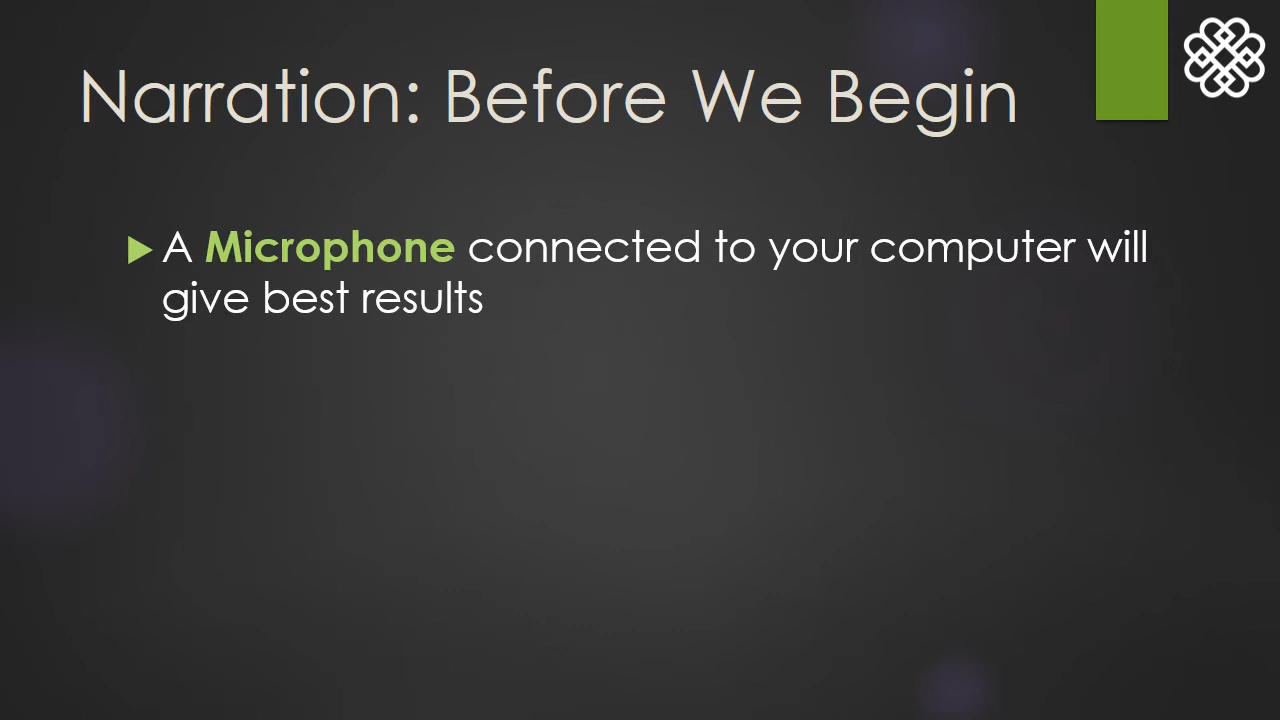 Narration: Before We Begin
A Microphone connected to your computer will
give best results